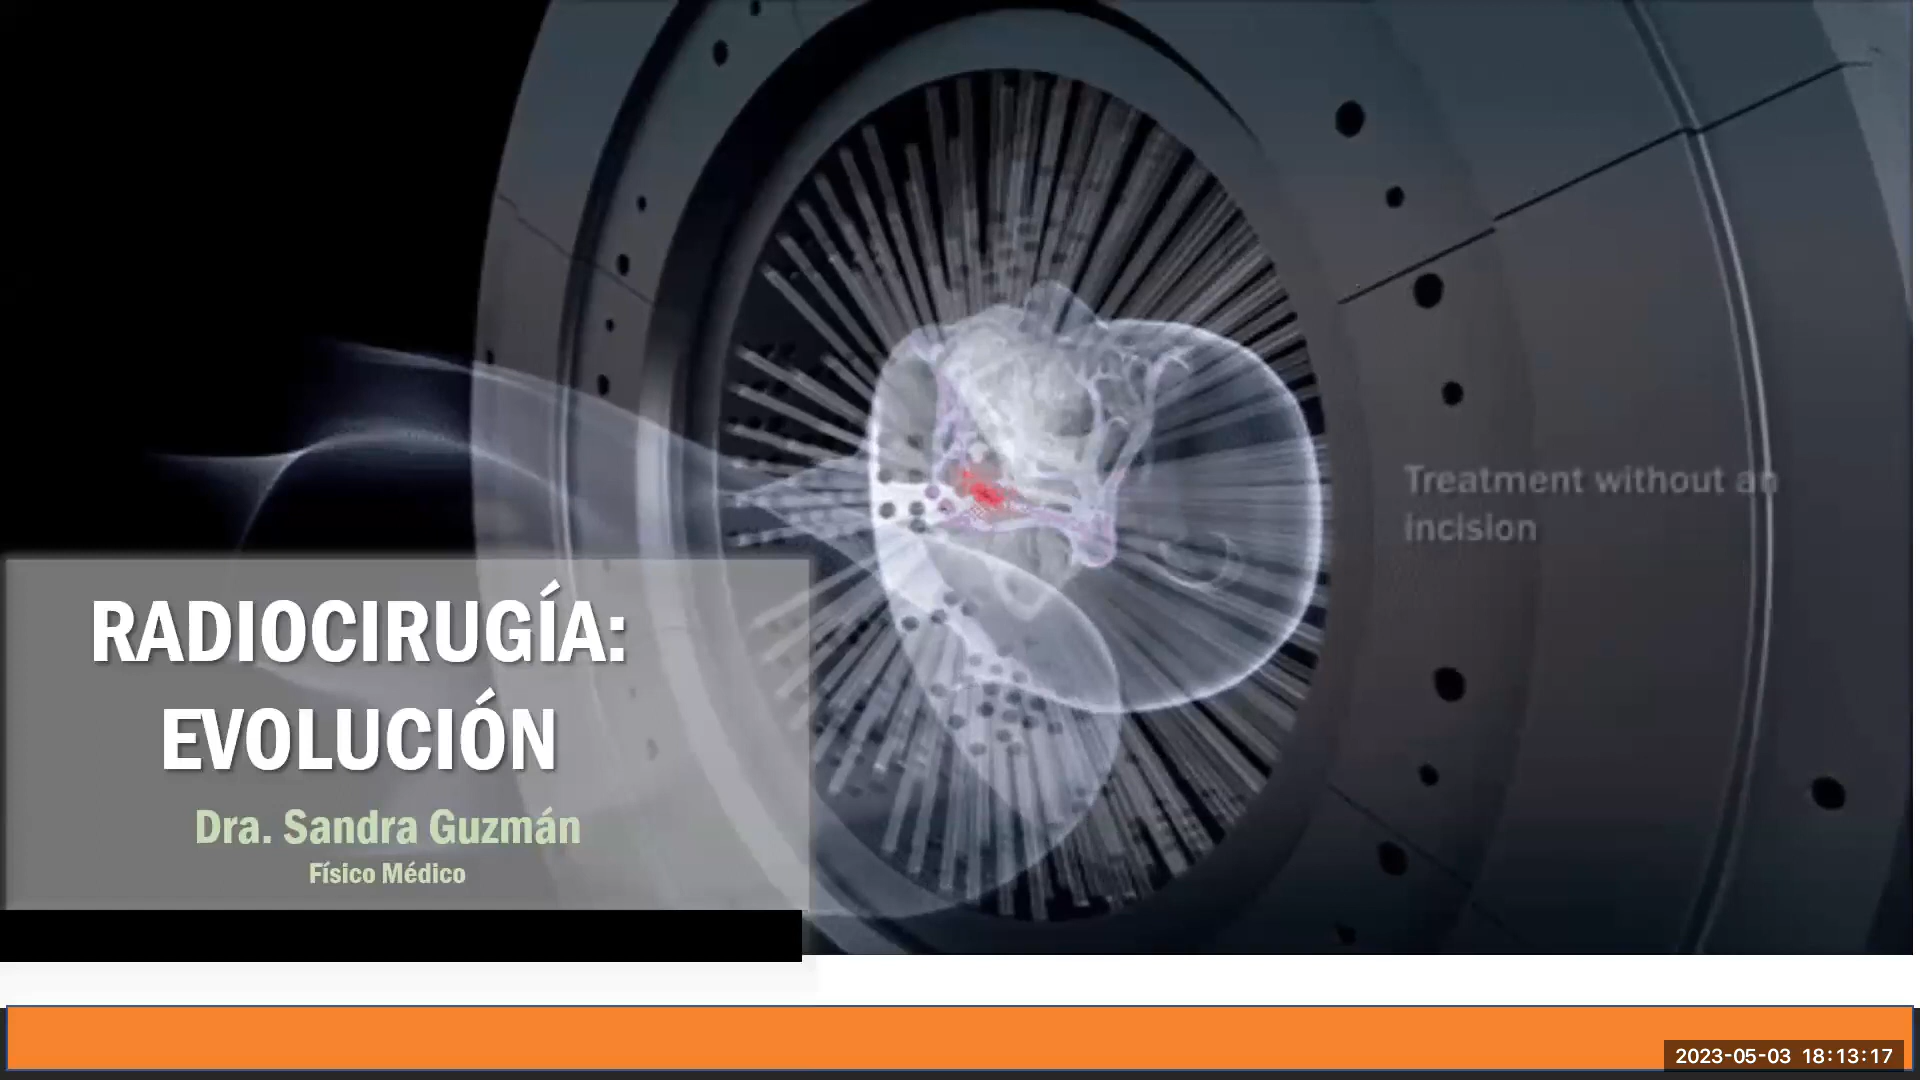 Treatment without an
incision
RADIOCIRUGÍA:
EVOLUCIÓN
Dra. Sandra Guzmán
Físico Médico
2023-05-03 18:13:17